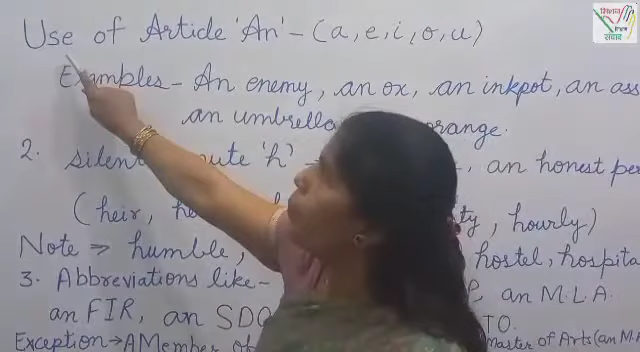 Use of Article 'An' - (a, e, i, o, u)
Examples - An enemy, an ox, an inkpot, an ass
an umbrella orange.
2. silent mute 'h' - , an honest per
(heir, , hourly)
Note ⇒ humble, hostel, hospita
3. Abbreviations like- , an M.L.A.
an FIR, an SDO TO.
Exception → A Member of Master of Arts (an M.A
मिशन
शिक्षण
संवाद